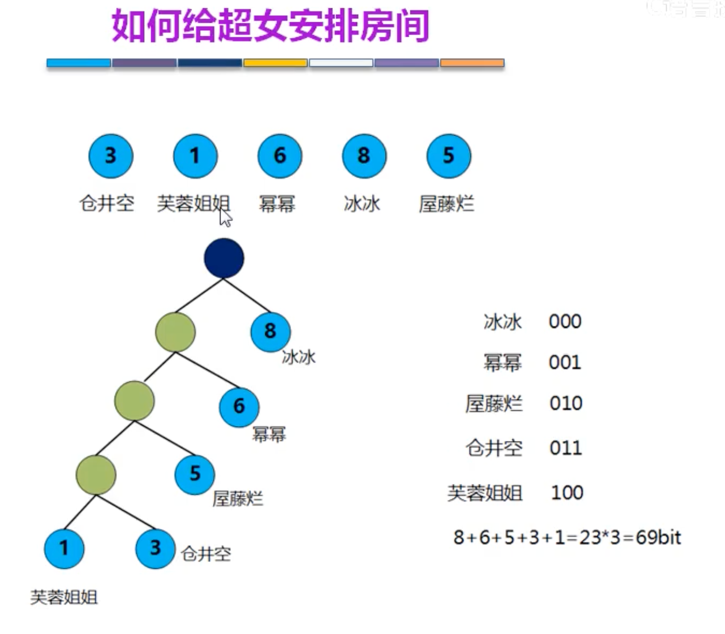 如何给超女安排房间
3 1 6 8 5
仓井空 芙蓉姐姐 幂幂 冰冰 屋藤烂
8
冰冰
6
幂幂
5
屋藤烂
1 3 仓井空
芙蓉姐姐
冰冰 000
幂幂 001
屋藤烂 010
仓井空 011
芙蓉姐姐 100
8+6+5+3+1=23*3=69bit